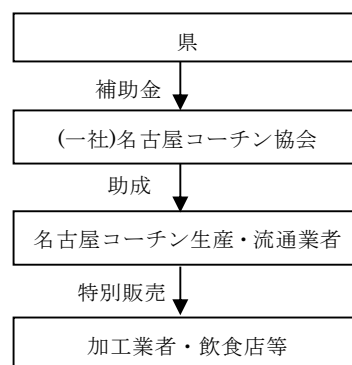 県
補助金
(一社)名古屋コーチン協会
助成
名古屋コーチン生産・流通業者
特別販売
加工業者・飲食店等